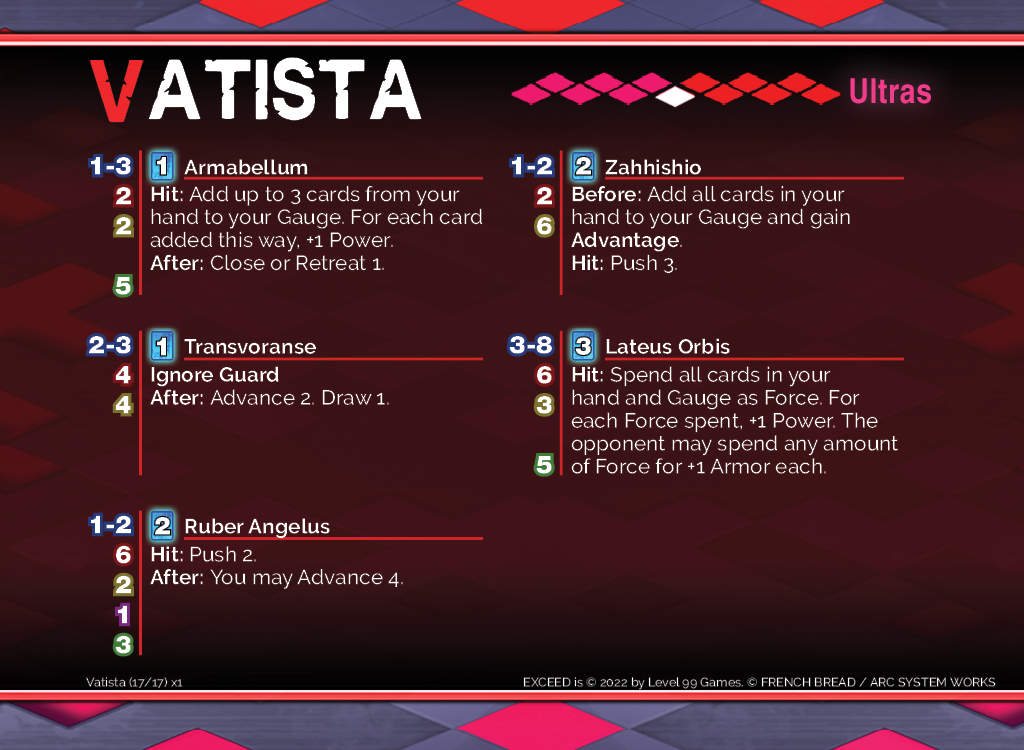 VATISTA
Ultras
1-3 1 Armabellum
2 Hit: Add up to 3 cards from your
2 hand to your Gauge. For each card
added this way, +1 Power.
After: Close or Retreat 1.
5
2-3 1 Transvoranse
4 Ignore Guard
4 After: Advance 2. Draw 1.
1-2 2 Ruber Angelus
6 Hit: Push 2.
2 After: You may Advance 4.
1
3
1-2 2 Zahhishio
2 Before: Add all cards in your
6 hand to your Gauge and gain
Advantage.
Hit: Push 3.
3-8 3 Lateus Orbis
6 Hit: Spend all cards in your
3 hand and Gauge as Force. For
each Force spent, +1 Power. The
opponent may spend any amount
5 of Force for +1 Armor each.
Vatista (17/17) x1
EXCEED is © 2022 by Level 99 Games. © FRENCH BREAD / ARC SYSTEM WORKS